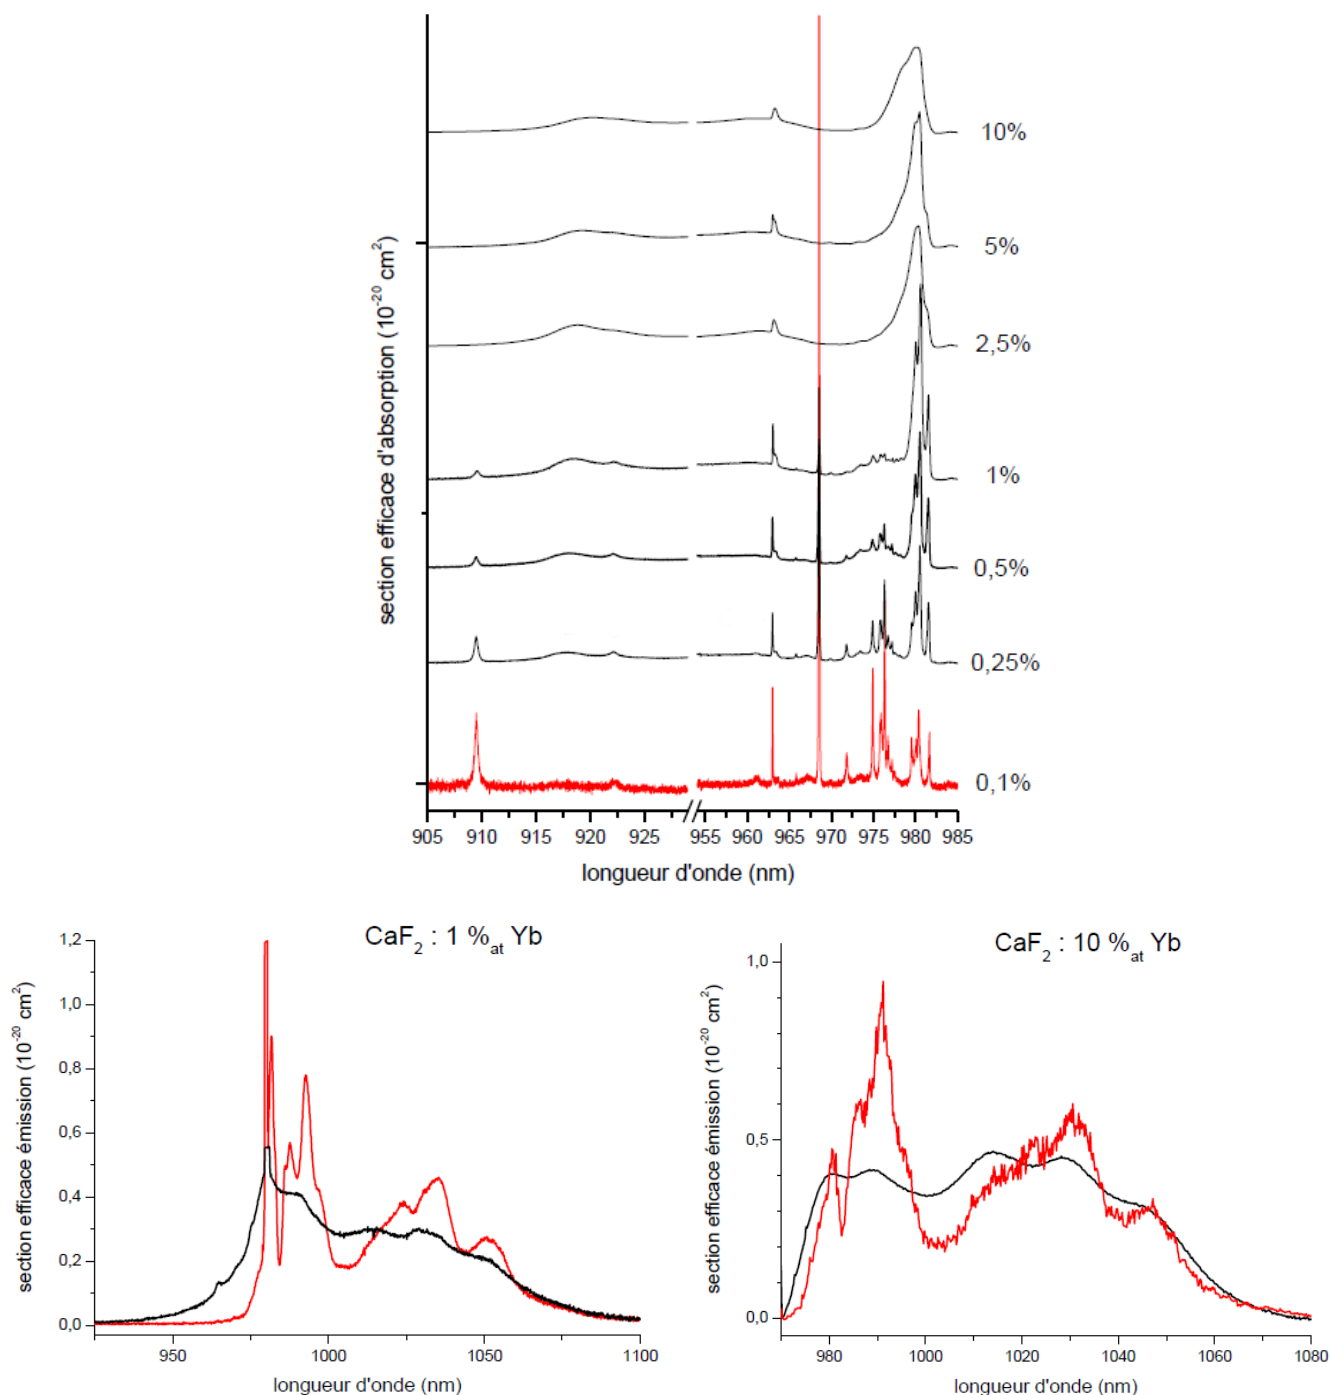 section efficace d'absorption (10⁻²⁰ cm²)
10%
5%
2,5%
1%
0,5%
0,25%
0,1%
905 910 915 920 925 955 960 965 970 975 980 985
longueur d'onde (nm)
CaF₂ : 1 %ₐₜ Yb
section efficace émission (10⁻²⁰ cm²)
1,2
1,0
0,8
0,6
0,4
0,2
0,0
950 1000 1050 1100
longueur d'onde (nm)
CaF₂ : 10 %ₐₜ Yb
section efficace émission (10⁻²⁰ cm²)
1,0
0,5
0,0
980 1000 1020 1040 1060 1080
longueur d'onde (nm)